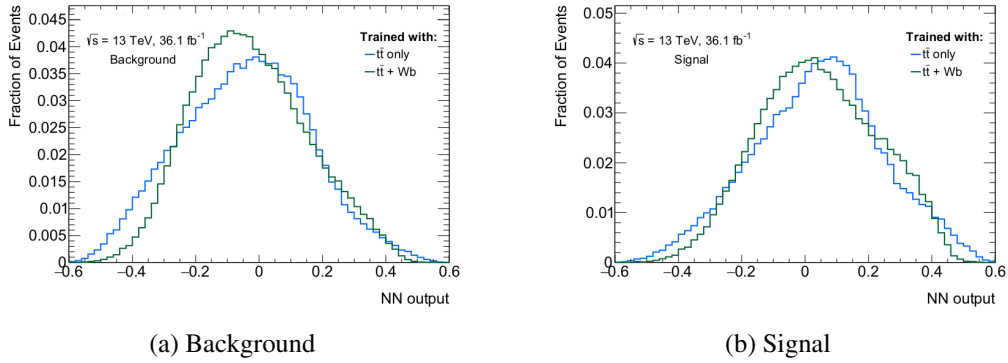 Fraction of Events
0.045
0.04
0.035
0.03
0.025
0.02
0.015
0.01
0.005
0
−0.6 −0.4 −0.2 0 0.2 0.4 0.6
NN output
√s = 13 TeV, 36.1 fb⁻¹
Background
Trained with:
tt̄ only
tt̄ + Wb
(a) Background
Fraction of Events
0.05
0.04
0.03
0.02
0.01
0
−0.6 −0.4 −0.2 0 0.2 0.4 0.6
NN output
√s = 13 TeV, 36.1 fb⁻¹
Signal
Trained with:
tt̄ only
tt̄ + Wb
(b) Signal